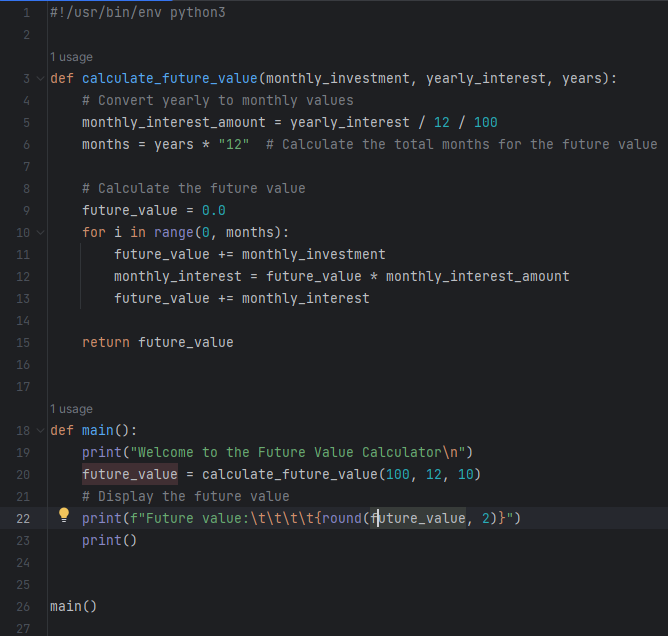 1 #!/usr/bin/env python3
2
1 usage
3 def calculate_future_value(monthly_investment, yearly_interest, years):
4     # Convert yearly to monthly values
5     monthly_interest_amount = yearly_interest / 12 / 100
6     months = years * "12"  # Calculate the total months for the future value
7
8     # Calculate the future value
9     future_value = 0.0
10     for i in range(0, months):
11         future_value += monthly_investment
12         monthly_interest = future_value * monthly_interest_amount
13         future_value += monthly_interest
14
15     return future_value
16
17
1 usage
18 def main():
19     print("Welcome to the Future Value Calculator\n")
20     future_value = calculate_future_value(100, 12, 10)
21     # Display the future value
22     print(f"Future value:\t\t\t\t{round(future_value, 2)}")
23     print()
24
25
26 main()
27